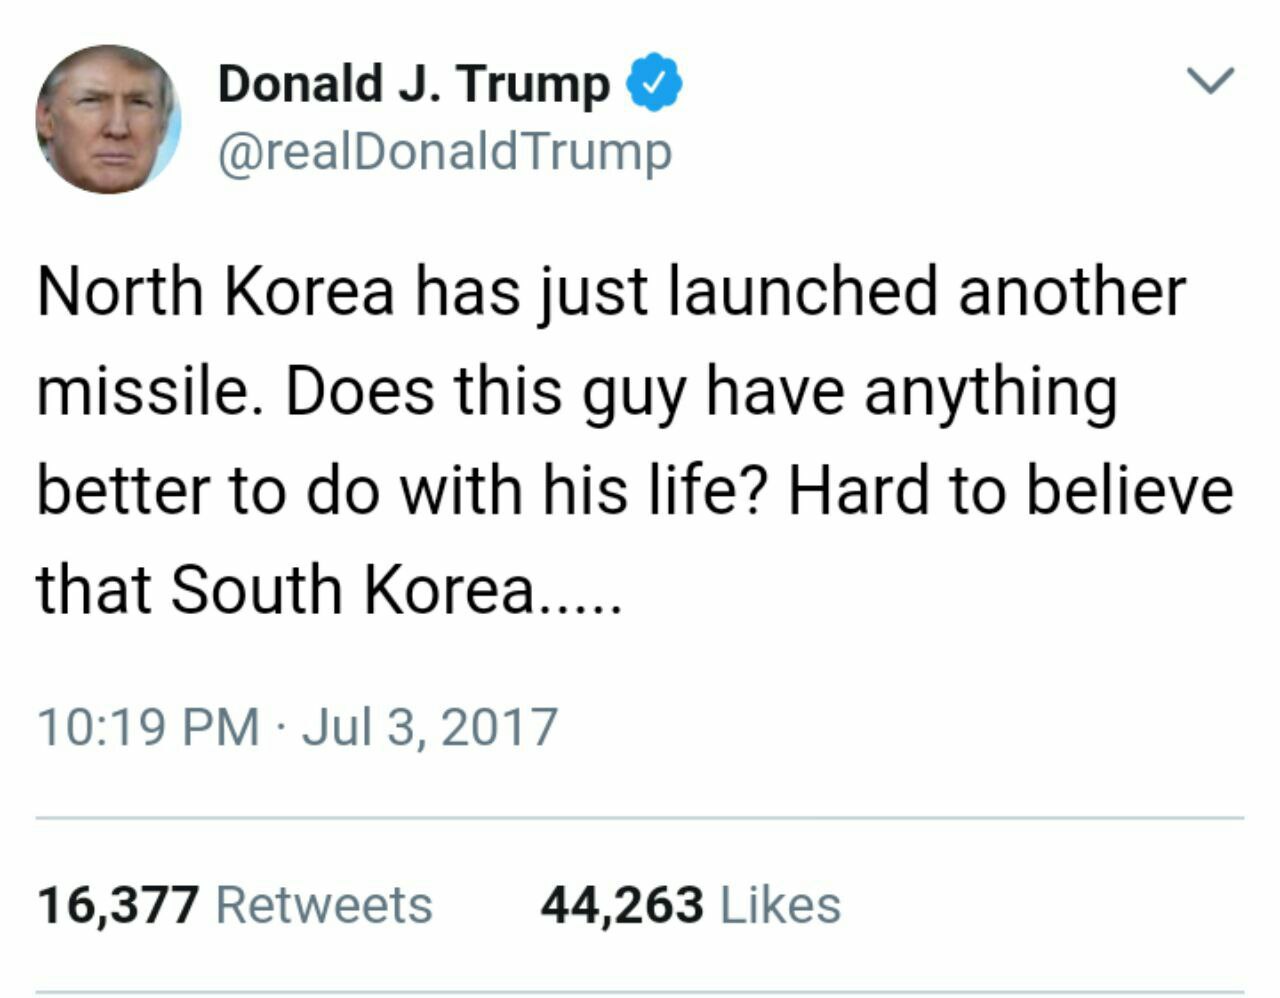 Donald J. Trump
@realDonaldTrump
North Korea has just launched another
missile. Does this guy have anything
better to do with his life? Hard to believe
that South Korea.....
10:19 PM · Jul 3, 2017
16,377 Retweets 44,263 Likes